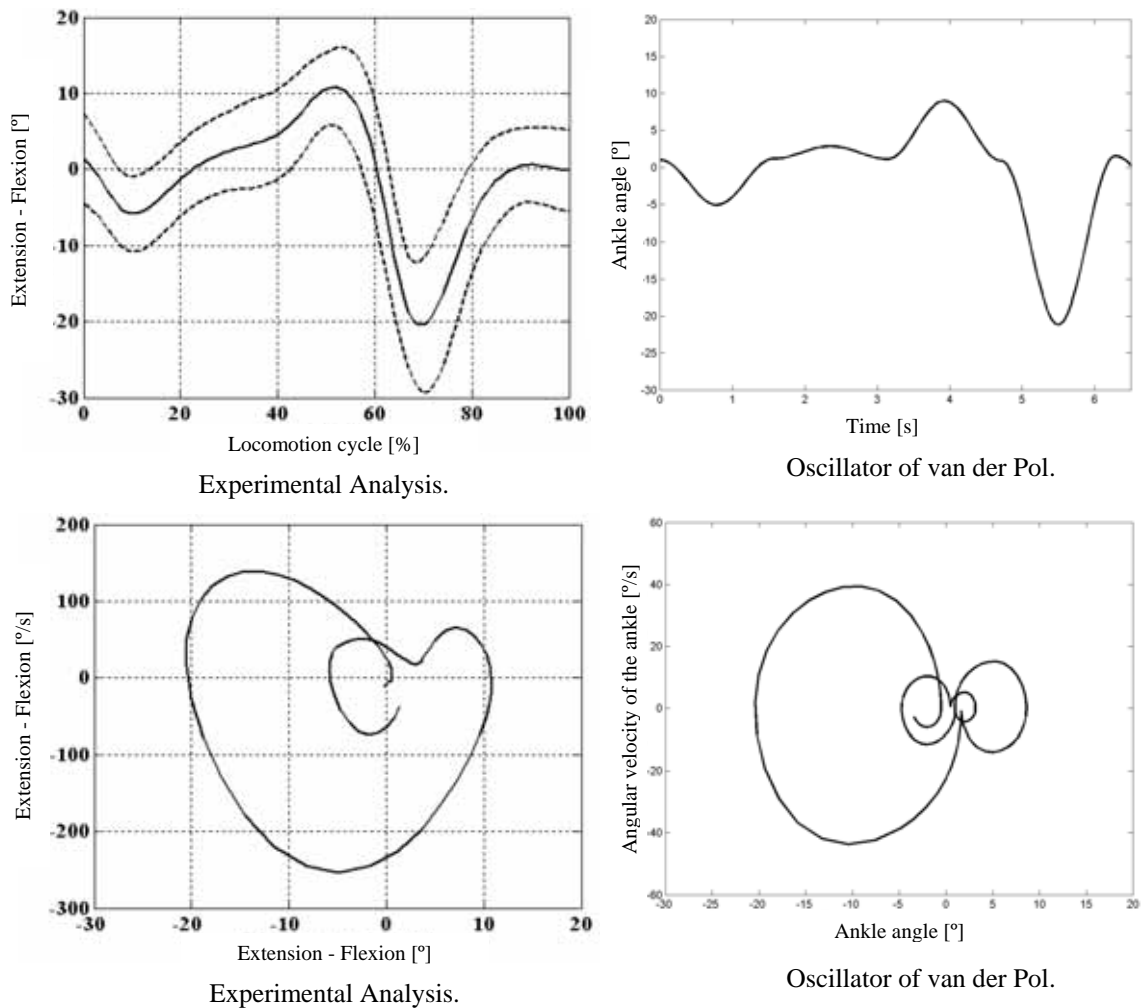 20
10
0
-10
-20
-30
0 20 40 60 80 100
Extension - Flexion [º]
Locomotion cycle [%]
Experimental Analysis.
20
15
10
5
0
-5
-10
-15
-20
-25
-30
0 1 2 3 4 5 6
Ankle angle [º]
Time [s]
Oscillator of van der Pol.
200
100
0
-100
-200
-300
-30 -20 -10 0 10 20
Extension - Flexion [º/s]
Extension - Flexion [º]
Experimental Analysis.
60
40
20
0
-20
-40
-60
-30 -25 -20 -15 -10 -5 0 5 10 15 20
Angular velocity of the ankle [º/s]
Ankle angle [º]
Oscillator of van der Pol.